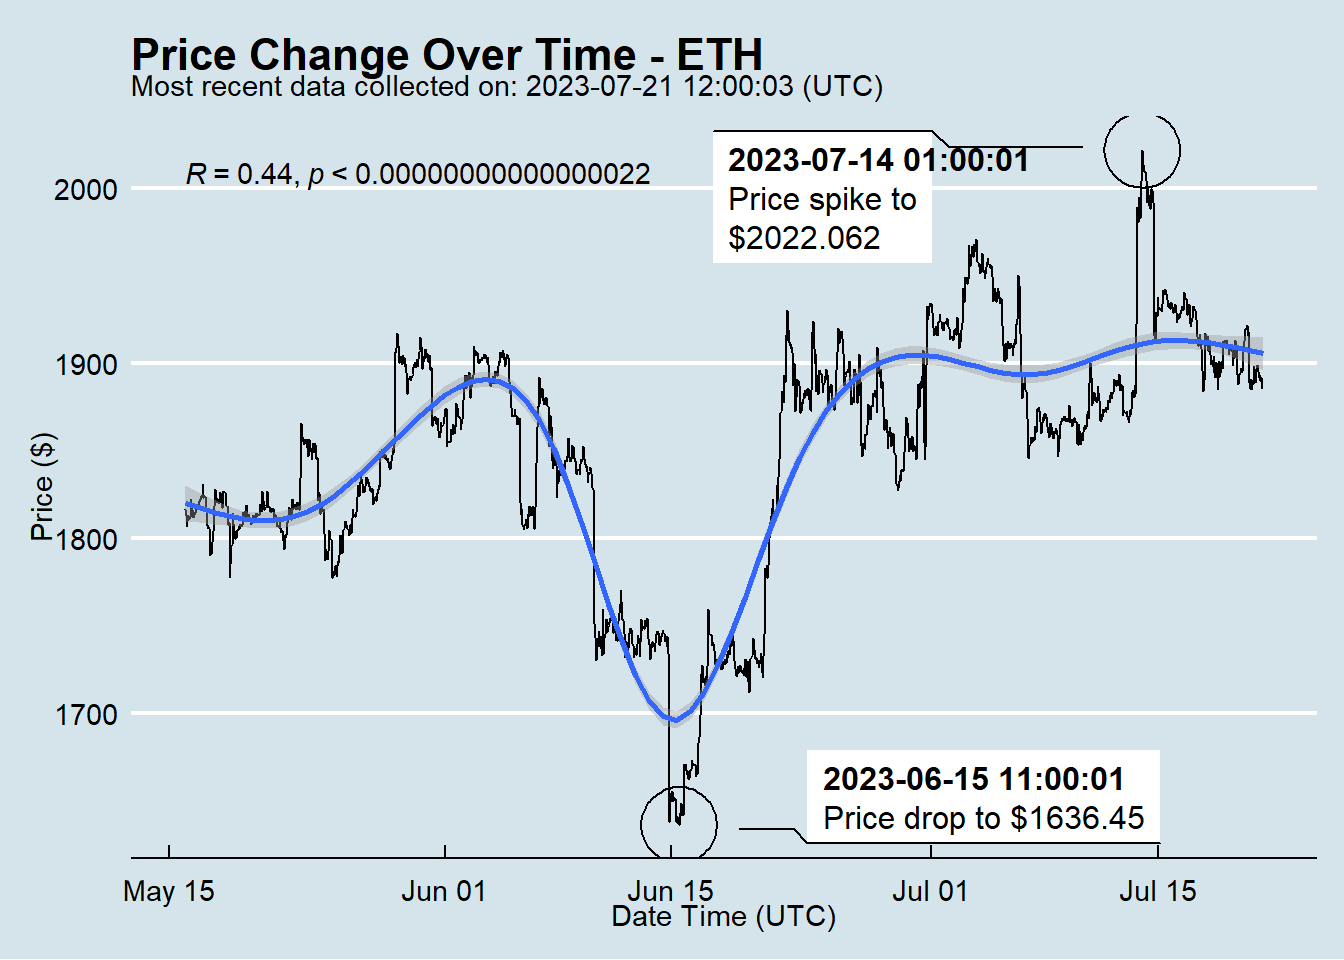 Price Change Over Time - ETH
Most recent data collected on: 2023-07-21 12:00:03 (UTC)
R = 0.44, p < 0.00000000000000022
2023-07-14 01:00:01
Price spike to
$2022.062
2000
1900
1800
1700
Price ($)
2023-06-15 11:00:01
Price drop to $1636.45
May 15
Jun 01
Jun 15
Jul 01
Jul 15
Date Time (UTC)